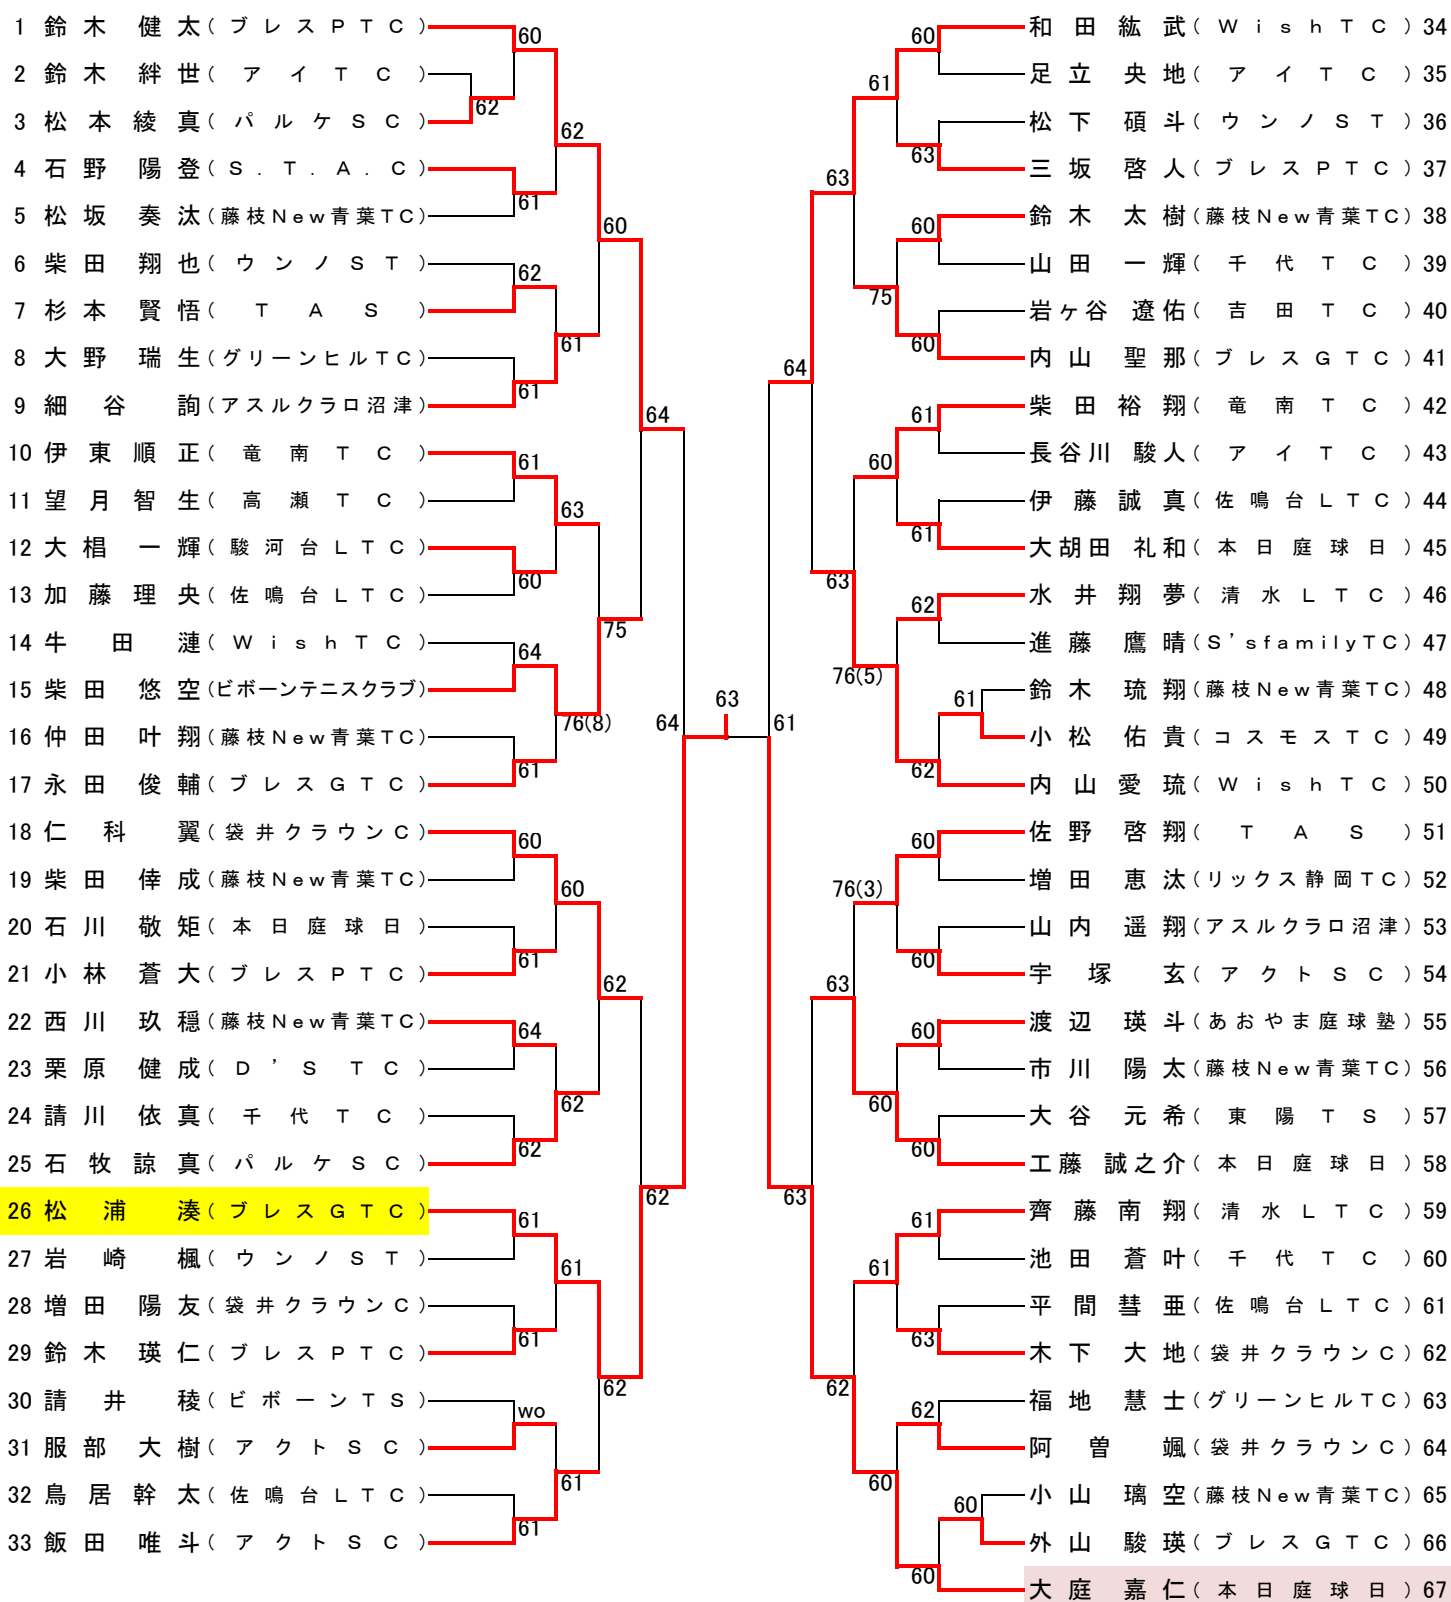 1 鈴木 健太(ブレスPTC)
2 鈴木 絆世(アイTC)
3 松本綾真(パルケSC)
4 石野 陽登(S.T.A.C)
5 松坂 奏汰(藤枝New青葉TC)
6 柴田 翔也(ウンノST)
7 杉本 賢悟(TAS)
8 大野 瑞生(グリーンヒルTC)
9 細谷 詢(アスルクラロ沼津)
10 伊東順正(竜南TC)
11 望月智生(高瀬TC)
12 大椙 一輝(駿河台LTC)
13 加藤理央(佐鳴台LTC)
14 牛田 漣(WishTC)
15 柴田 悠空(ビボーンテニスクラブ)
16 仲田 叶翔(藤枝New青葉TC)
17 永田 俊輔(ブレスGTC)
18 仁科 翼(袋井クラウンC)
19 柴田 倖成(藤枝New青葉TC)
20 石川 敬矩(本日庭球日)
21 小林 蒼大(ブレスPTC)
22 西川 玖穏(藤枝New青葉TC)
23 栗原 健成(D'STC)
24 請川 依真(千代TC)
25 石牧諒真(パルケSC)
26 松浦 湊(ブレスGTC)
27 岩崎 楓(ウンノST)
28 増田 陽友(袋井クラウンC)
29 鈴木 瑛仁(ブレスPTC)
30 請井 稜(ビボーンTS)
31 服部 大樹(アクトSC)
32 鳥居幹太(佐鳴台LTC)
33 飯田 唯斗(アクトSC)
60
62
61
62
61
61
60
61
64
61
60
61
60
61
64
62
61
61
wo
61
62
61
63
76(8)
60
62
61
61
60
75
62
62
64
62
64
63
61
64
63
63
63
63
61
75
60
76(5)
76(3)
60
61
62
60
60
63
60
60
61
61
62
61
62
60
60
60
60
61
63
62
60
60
和田紘武(WishTC)34
足立 央地(アイTC)35
松下 碩斗(ウンノST)36
三坂 啓人(ブレスPTC)37
鈴木 太樹(藤枝New青葉TC)38
山田 一輝(千代TC)39
岩ヶ谷 遼佑(吉田TC)40
内山 聖那(ブレスGTC)41
柴田裕翔(竜南TC)42
長谷川 駿人(アイTC)43
伊藤誠真(佐鳴台LTC)44
大胡田 礼和(本日庭球日)45
水井翔夢(清水LTC)46
進藤 鷹晴(S'sfamilyTC)47
鈴木 琉翔(藤枝New青葉TC)48
小松 佑貴(コスモスTC)49
内山愛琉(WishTC)50
佐野啓翔(TAS)51
増田 恵汰(リックス静岡TC)52
山内 遥翔(アスルクラロ沼津)53
宇塚 玄(アクトSC)54
渡辺 瑛斗(あおやま庭球塾)55
市川 陽太(藤枝New青葉TC)56
大谷 元希(東陽TS)57
工藤 誠之介(本日庭球日)58
齊藤南翔(清水LTC)59
池田 蒼叶(千代TC)60
平間彗亜(佐鳴台LTC)61
木下 大地(袋井クラウンC)62
福地 慧士(グリーンヒルTC)63
阿曽 颯(袋井クラウンC)64
小山 璃空(藤枝New青葉TC)65
外山 駿瑛(ブレスGTC)66
大庭 嘉仁(本日庭球日)67